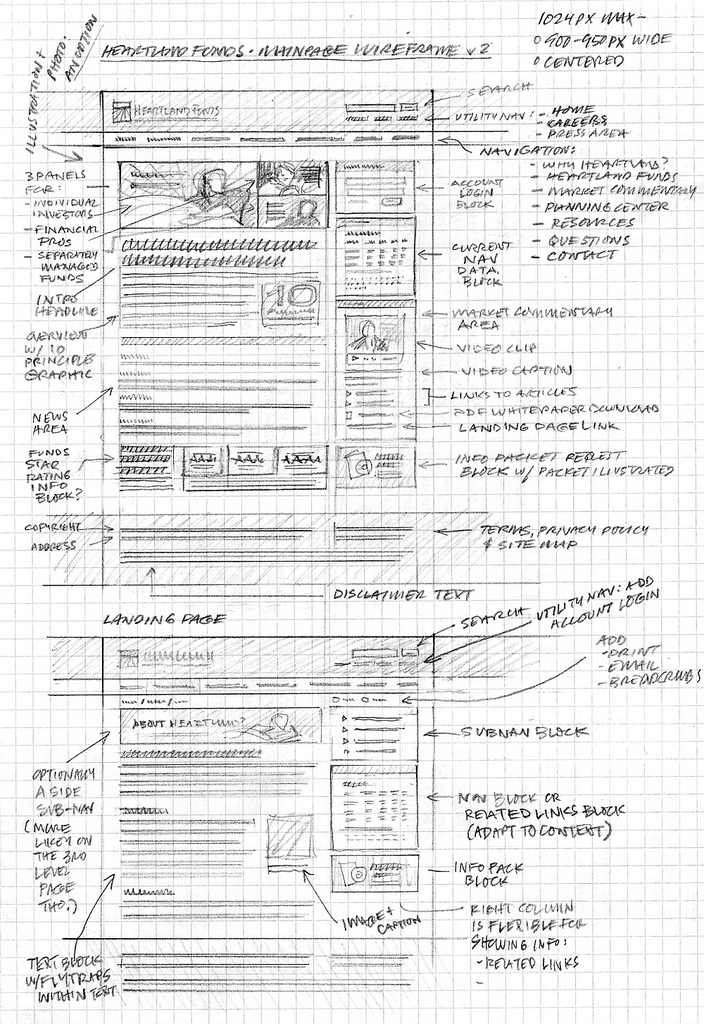 HEARTLAND FUNDS · MAINPAGE WIREFRAME v2
1024 PX MAX -
○ 900-950 PX WIDE
○ CENTERED
ILLUSTRATION +
PHOTO:
AN OPTION
HEARTLAND FUNDS
SEARCH
UTILITY NAV: - HOME
- CAREERS
- PRESS AREA
NAVIGATION:
- WHY HEARTLAND?
- HEARTLAND FUNDS
- MARKET COMMENTARY
- PLANNING CENTER
- RESOURCES
- QUESTIONS
- CONTACT
3 PANELS
FOR:
- INDIVIDUAL
INVESTORS
- FINANCIAL
PROS
- SEPARATELY
MANAGED
FUNDS
INTRO
HEADLINE
OVERVIEW
W/ 10
PRINCIPLE
GRAPHIC
10
NEWS
AREA
FUNDS
STAR
RATING
INFO
BLOCK?
COPYRIGHT
ADDRESS
ACCOUNT
LOGIN
BLOCK
CURRENT
NAV
DATA
BLOCK
MARKET COMMENTARY
AREA
VIDEO CLIP
VIDEO CAPTION
LINKS TO ARTICLES
PDF WHITEPAPER DOWNLOAD
LANDING PAGE LINK
INFO PACKET REQUEST
BLOCK W/ PACKET ILLUSTRATED
TERMS, PRIVACY POLICY
& SITE MAP
DISCLAIMER TEXT
LANDING PAGE
SEARCH
UTILITY NAV: ADD
ACCOUNT LOGIN
ADD
- PRINT
- EMAIL
- BREADCRUMBS
ABOUT HEARTLAND?
SUBNAV BLOCK
OPTIONALLY
A SIDE
SUB-NAV
(MORE
LIKELY ON
THE 3RD
LEVEL
PAGE
THO.)
NAV BLOCK OR
RELATED LINKS BLOCK
(ADAPT TO CONTENT)
INFO PACK
BLOCK
IMAGE +
CAPTION
RIGHT COLUMN
IS FLEXIBLE FOR
SHOWING INFO:
- RELATED LINKS
-
TEXT BLOCK
W/ FLYTRAPS
WITHIN TEXT